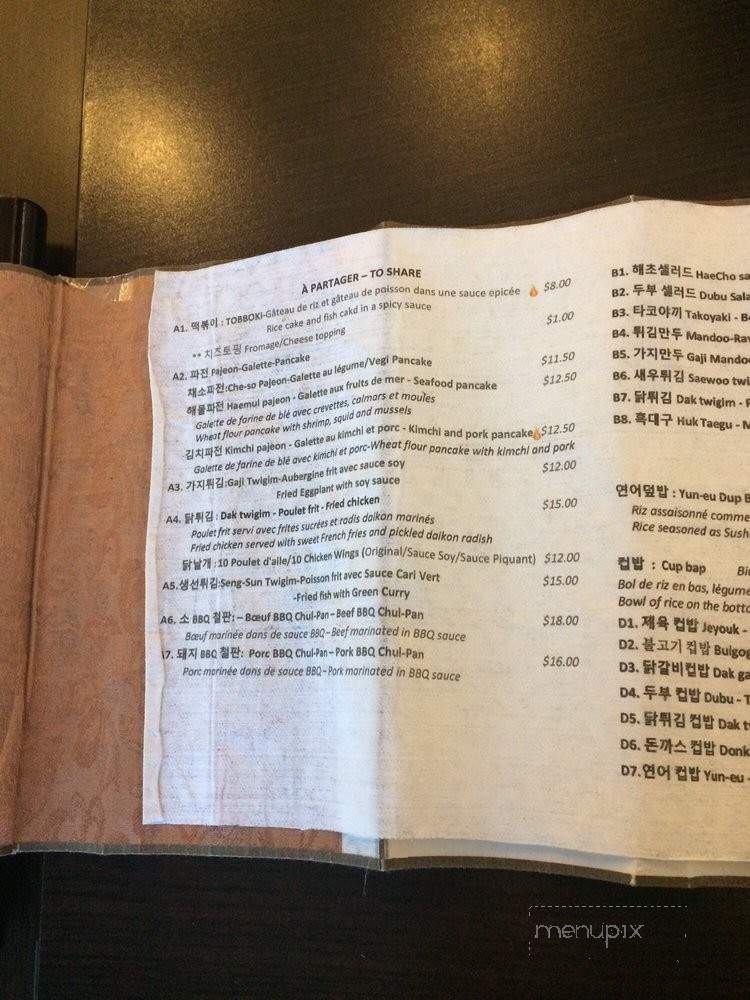 À PARTAGER – TO SHARE
A1. 떡볶이 : TOBBOKI-Gâteau de riz et gâteau de poisson dans une sauce epicée $8.00
Rice cake and fish cakd in a spicy sauce
** 치즈토핑 Fromage/Cheese topping $1.00
A2. 파전 Pajeon-Galette-Pancake
채소파전:Che-so Pajeon-Galette au légume/Vegi Pancake $11.50
해물파전 Haemul pajeon - Galette aux fruits de mer - Seafood pancake $12.50
Galette de farine de blé avec crevettes, calmars et moules
Wheat flour pancake with shrimp, squid and mussels
김치파전 Kimchi pajeon - Galette au kimchi et porc - Kimchi and pork pancake $12.50
Galette de farine de blé avec kimchi et porc-Wheat flour pancake with kimchi and pork
A3. 가지튀김:Gaji Twigim-Aubergine frit avec sauce soy $12.00
Fried Eggplant with soy sauce
A4. 닭튀김 : Dak twigim - Poulet frit - Fried chicken $15.00
Poulet frit servi avec frites sucrées et radis daikon marinés
Fried chicken served with sweet French fries and pickled daikon radish
닭날개 : 10 Poulet d'aile/10 Chicken Wings (Original/Sauce Soy/Sauce Piquant) $12.00
A5.생선튀김:Seng-Sun Twigim-Poisson frit avec Sauce Cari Vert $15.00
-Fried fish with Green Curry
A6. 소 BBQ 철판: – Bœuf BBQ Chul-Pan – Beef BBQ Chul-Pan $18.00
Bœuf marinée dans de sauce BBQ – Beef marinated in BBQ sauce
A7. 돼지 BBQ 철판: Porc BBQ Chul-Pan – Pork BBQ Chul-Pan $16.00
Porc marinée dans de sauce BBQ – Pork marinated in BBQ sauce
B1. 해초샐러드 HaeCho sa
B2. 두부 샐러드 Dubu Sala
B3. 타코야끼 Takoyaki - B
B4. 튀김만두 Mandoo-Rav
B5. 가지만두 Gaji Mandoo
B6. 새우튀김 Saewoo twi
B7. 닭튀김 Dak twigim - P
B8. 흑대구 Huk Taegu - M
연어덮밥 : Yun-eu Dup B
Riz assaisonné comme
Rice seasoned as Sush
컵밥 : Cup bap Bi
Bol de riz en bas, légume
Bowl of rice on the botto
D1. 제육 컵밥 Jeyouk -
D2. 불고기 컵밥 Bulgog
D3. 닭갈비컵밥 Dak ga
D4. 두부 컵밥 Dubu - T
D5. 닭튀김 컵밥 Dak tw
D6. 돈까스 컵밥 Donk
D7.연어 컵밥 Yun-eu -
menupix